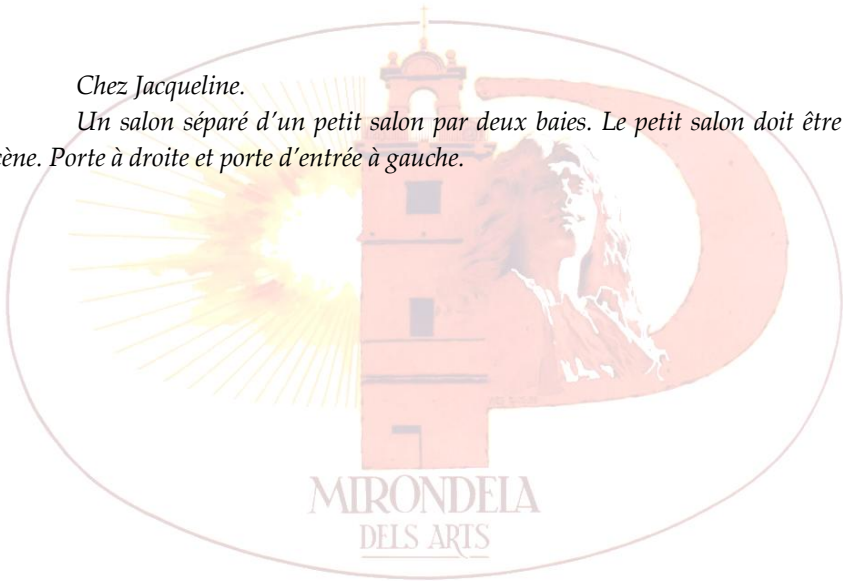 Chez Jacqueline.
Un salon séparé d’un petit salon par deux baies. Le petit salon doit être
cène. Porte à droite et porte d’entrée à gauche.
MIRONDELA
DELS ARTS